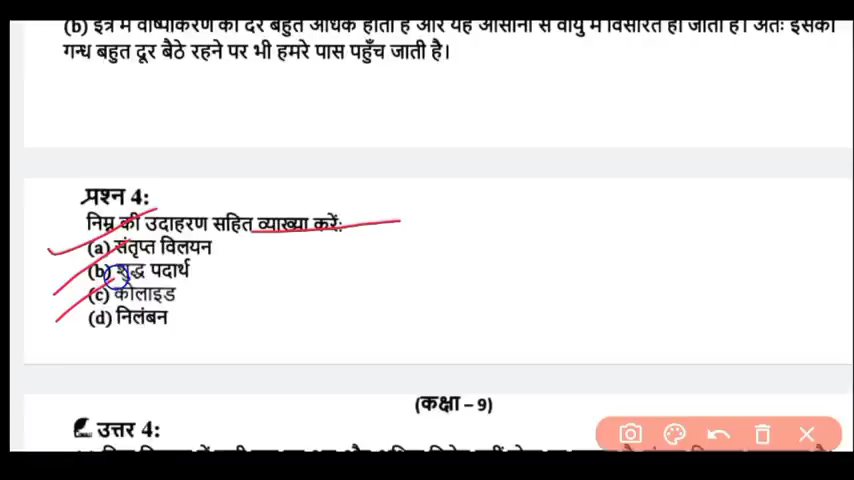 (b) इत्र में वाष्पीकरण की दर बहुत अधिक होती है और यह आसानी से वायु में विसरित हो जाती है। अतः इसकी
गन्ध बहुत दूर बैठे रहने पर भी हमरे पास पहुँच जाती है।
प्रश्न 4:
निम्न की उदाहरण सहित व्याख्या करें:
(a) संतृप्त विलयन
(b) शुद्ध पदार्थ
(c) कोलाइड
(d) निलंबन
(कक्षा – 9)
उत्तर 4: